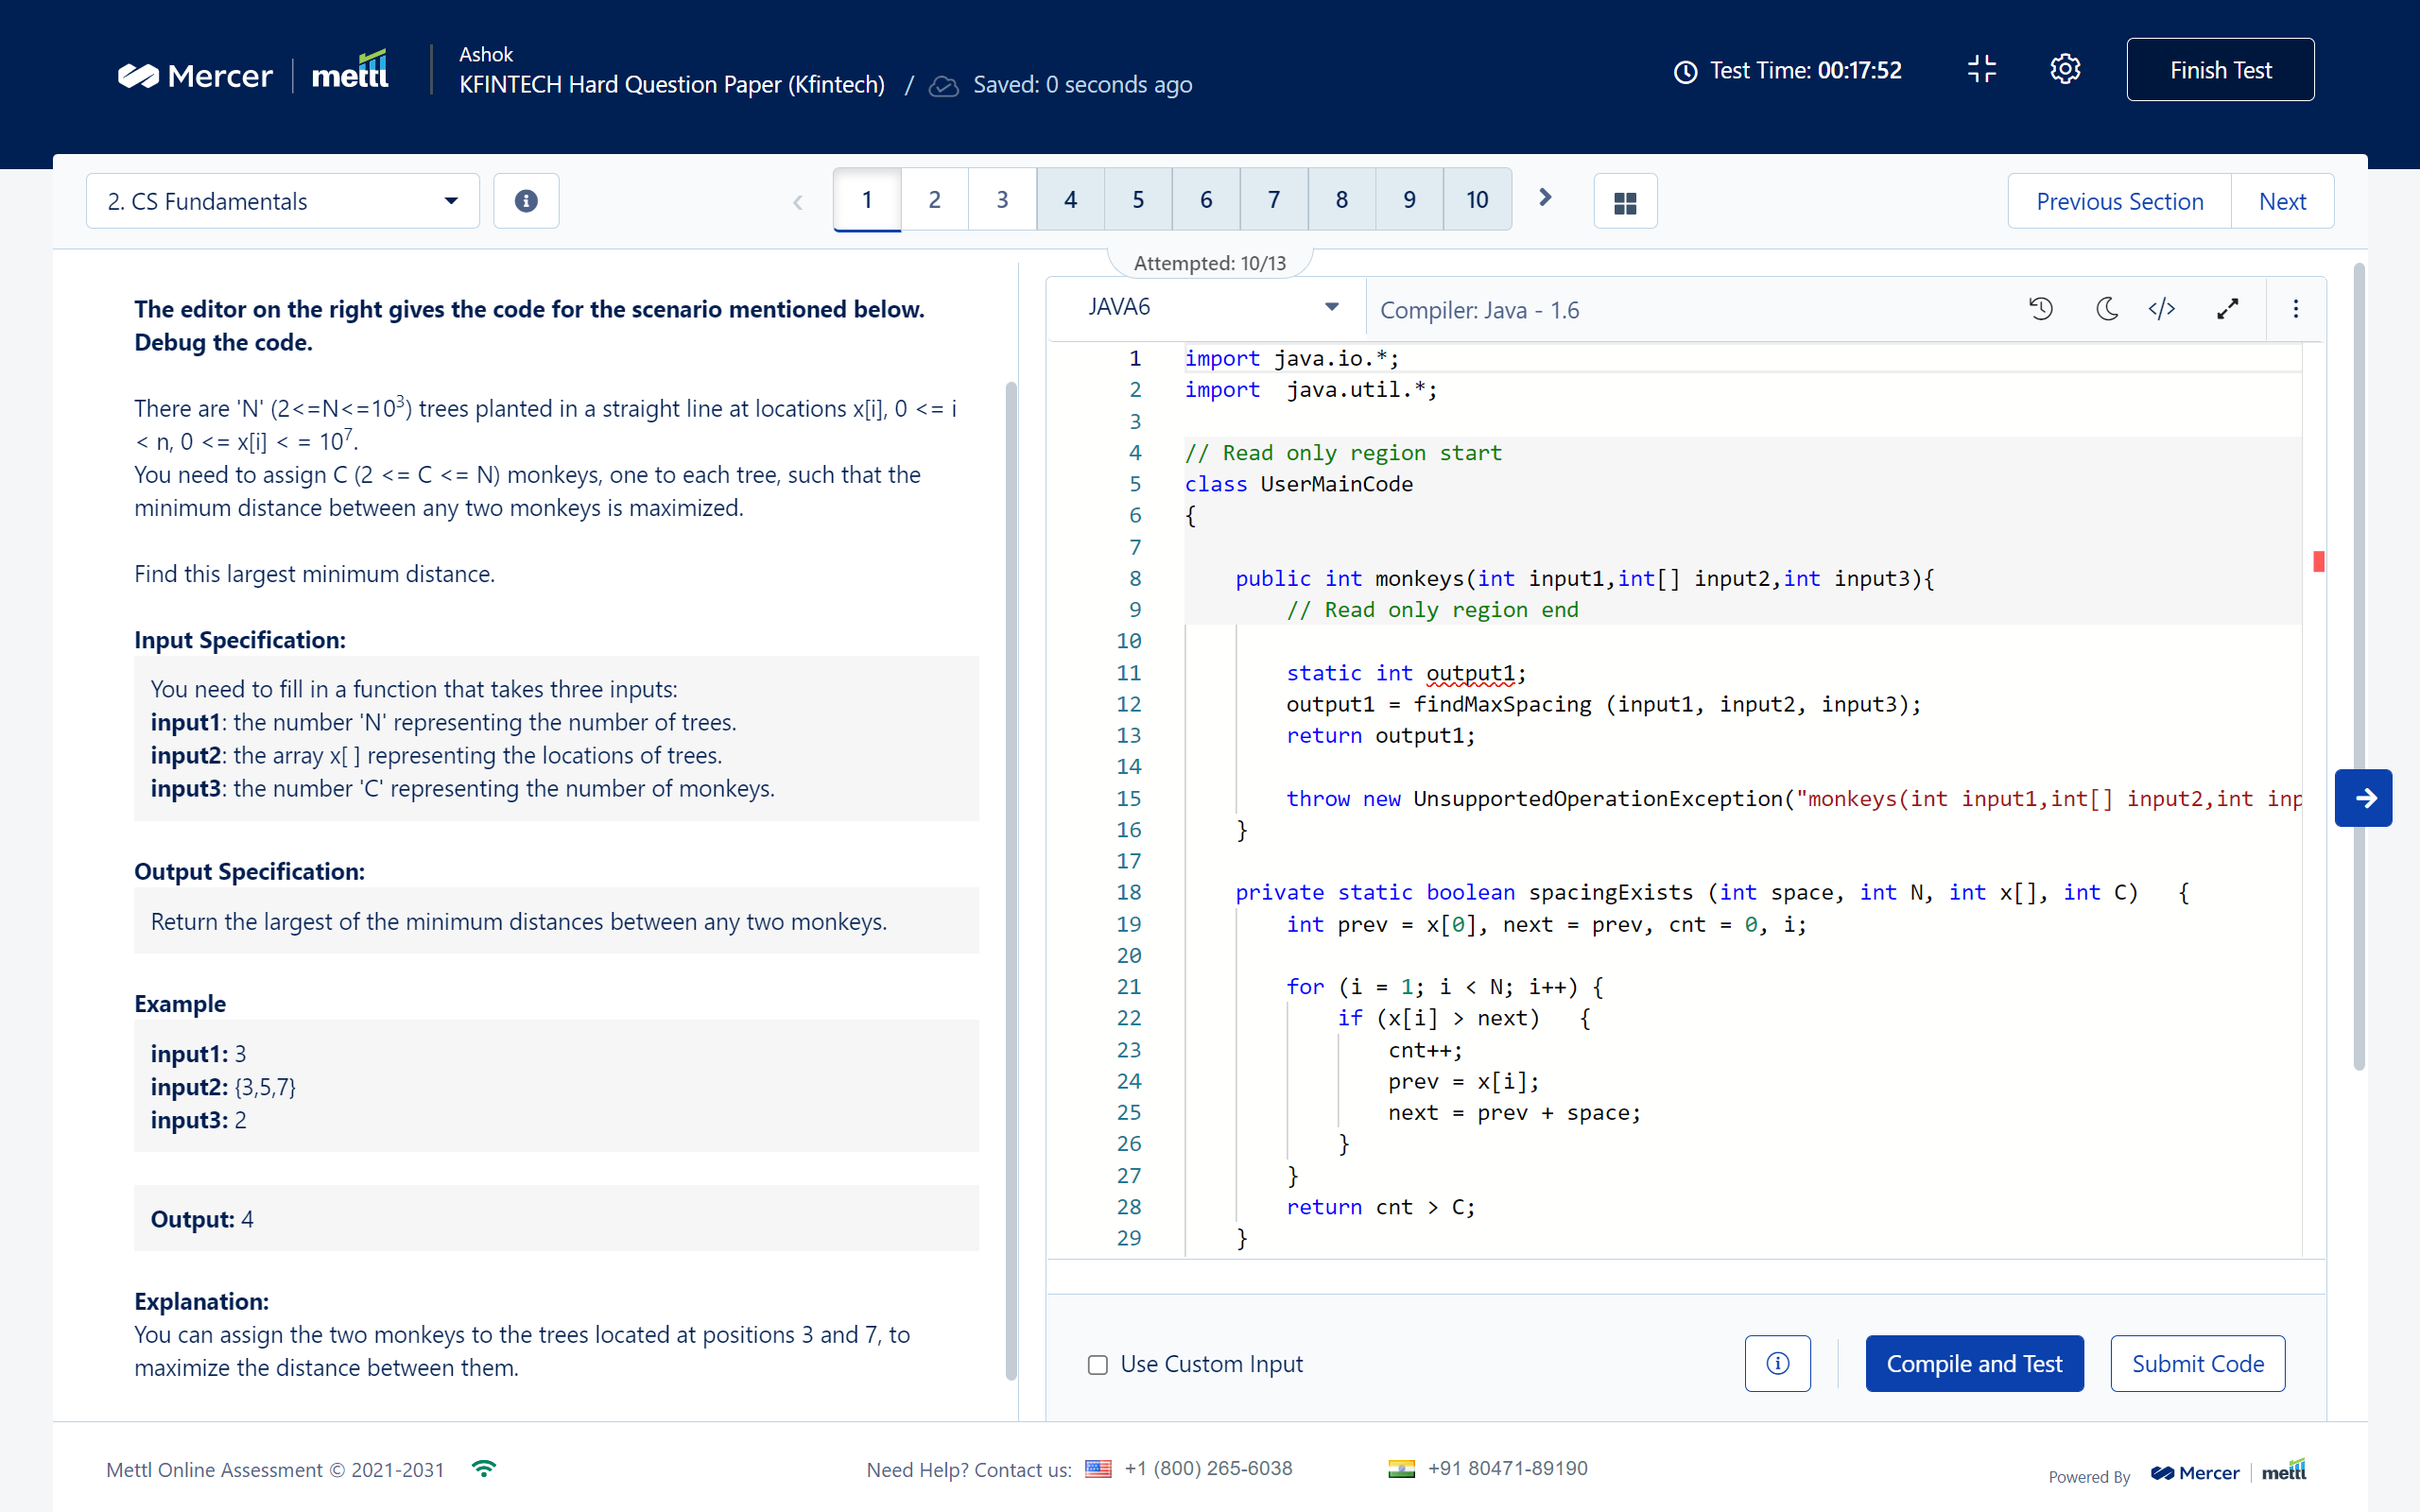 Mercer | mettl
Ashok
KFINTECH Hard Question Paper (Kfintech) / Saved: 0 seconds ago
Test Time: 00:17:52
Finish Test
2. CS Fundamentals
1 2 3 4 5 6 7 8 9 10
Previous Section Next
Attempted: 10/13
The editor on the right gives the code for the scenario mentioned below.
Debug the code.
There are 'N' (2<=N<=10³) trees planted in a straight line at locations x[i], 0 <= i
< n, 0 <= x[i] < = 10⁷.
You need to assign C (2 <= C <= N) monkeys, one to each tree, such that the
minimum distance between any two monkeys is maximized.
Find this largest minimum distance.
Input Specification:
You need to fill in a function that takes three inputs:
input1: the number 'N' representing the number of trees.
input2: the array x[ ] representing the locations of trees.
input3: the number 'C' representing the number of monkeys.
Output Specification:
Return the largest of the minimum distances between any two monkeys.
Example
input1: 3
input2: {3,5,7}
input3: 2
Output: 4
Explanation:
You can assign the two monkeys to the trees located at positions 3 and 7, to
maximize the distance between them.
JAVA6
Compiler: Java - 1.6
1 import java.io.*;
2 import  java.util.*;
3
4 // Read only region start
5 class UserMainCode
6 {
7
8     public int monkeys(int input1,int[] input2,int input3){
9         // Read only region end
10
11         static int output1;
12         output1 = findMaxSpacing (input1, input2, input3);
13         return output1;
14
15         throw new UnsupportedOperationException("monkeys(int input1,int[] input2,int inp
16     }
17
18     private static boolean spacingExists (int space, int N, int x[], int C)   {
19         int prev = x[0], next = prev, cnt = 0, i;
20
21         for (i = 1; i < N; i++) {
22             if (x[i] > next)   {
23                 cnt++;
24                 prev = x[i];
25                 next = prev + space;
26             }
27         }
28         return cnt > C;
29     }
Use Custom Input
Compile and Test
Submit Code
Mettl Online Assessment © 2021-2031
Need Help? Contact us: +1 (800) 265-6038 +91 80471-89190
Powered By Mercer | mettl